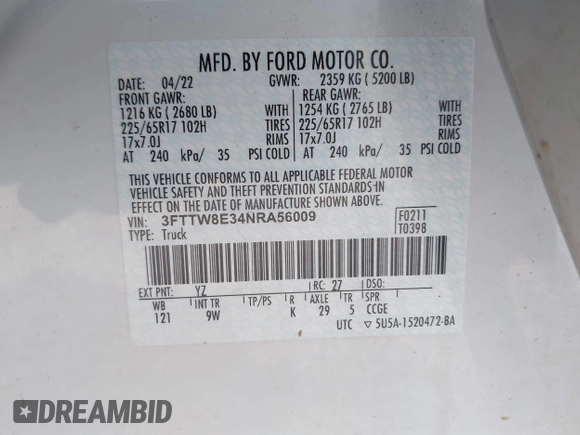 MFD. BY FORD MOTOR CO.
DATE: 04/22 GVWR: 2359 KG ( 5200 LB)
FRONT GAWR: REAR GAWR:
1216 KG ( 2680 LB) WITH 1254 KG ( 2765 LB) WITH
225/65R17 102H TIRES 225/65R17 102H TIRES
17x7.0J RIMS 17x7.0J RIMS
AT 240 kPa/ 35 PSI COLD AT 240 kPa/ 35 PSI COLD
THIS VEHICLE CONFORMS TO ALL APPLICABLE FEDERAL MOTOR
VEHICLE SAFETY AND THEFT PREVENTION STANDARDS IN
EFFECT ON THE DATE OF MANUFACTURE SHOWN ABOVE.
VIN: 3FTTW8E34NRA56009 F0211
TYPE: Truck T0398
EXT PNT: YZ RC: 27 DSO:
WB INT TR TP/PS R AXLE TR SPR
121 9W K 29 5 CCGE
UTC ▽ 5U5A-1520472-BA
DREAMBID